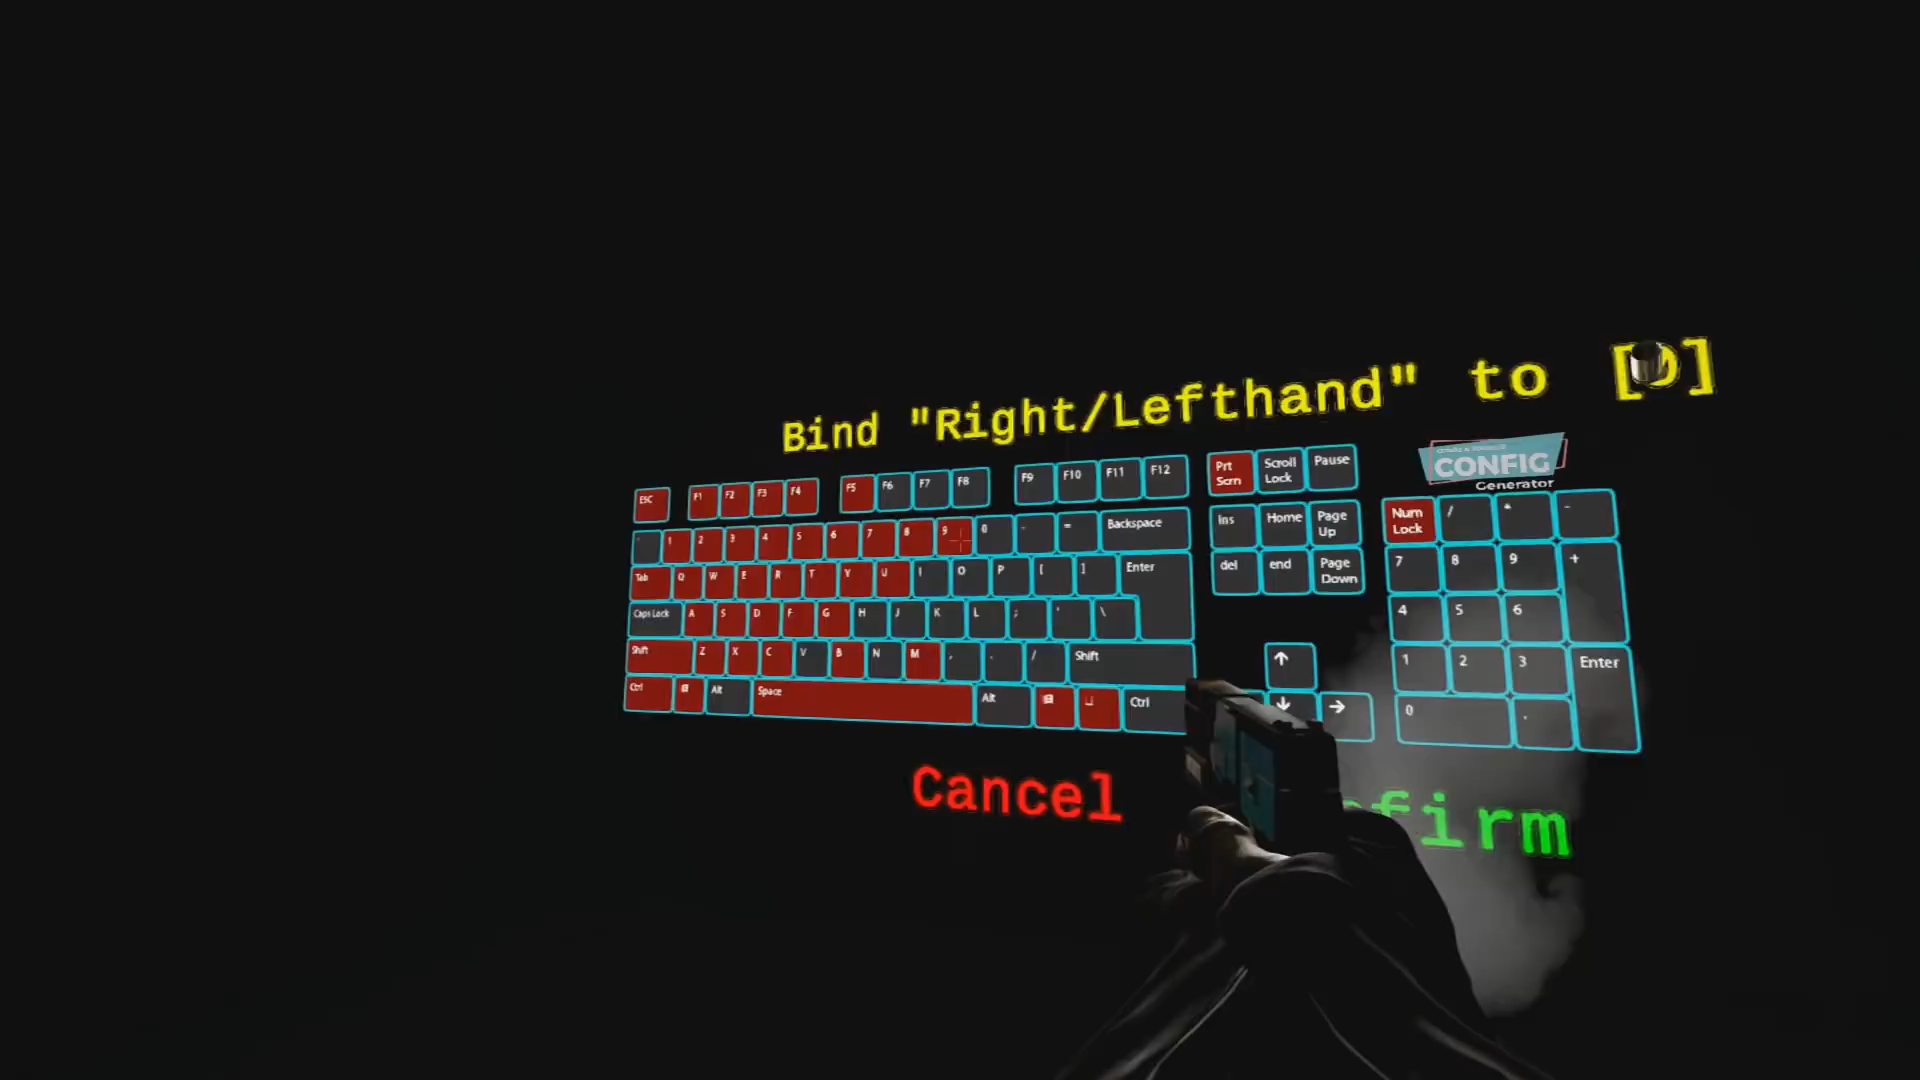 Bind "Right/Lefthand" to
CONFIG
Generator
ESC F1 F2 F3 F4 F5 F6 F7 F8 F9 F10 F11 F12 Prt Scrn Scroll Lock Pause
1 2 3 4 5 6 7 8 9 0 - = Backspace Ins Home Page Up Num Lock / * -
Tab Q W E R T Y U I O P [ ] Enter del end Page Down 7 8 9 +
Caps Lock A S D F G H J K L ; ' \ 4 5 6
Shift Z X C V B N M , . / Shift ↑ 1 2 3 Enter
Ctrl Alt Space Alt Ctrl ↓ → 0 .
Cancel